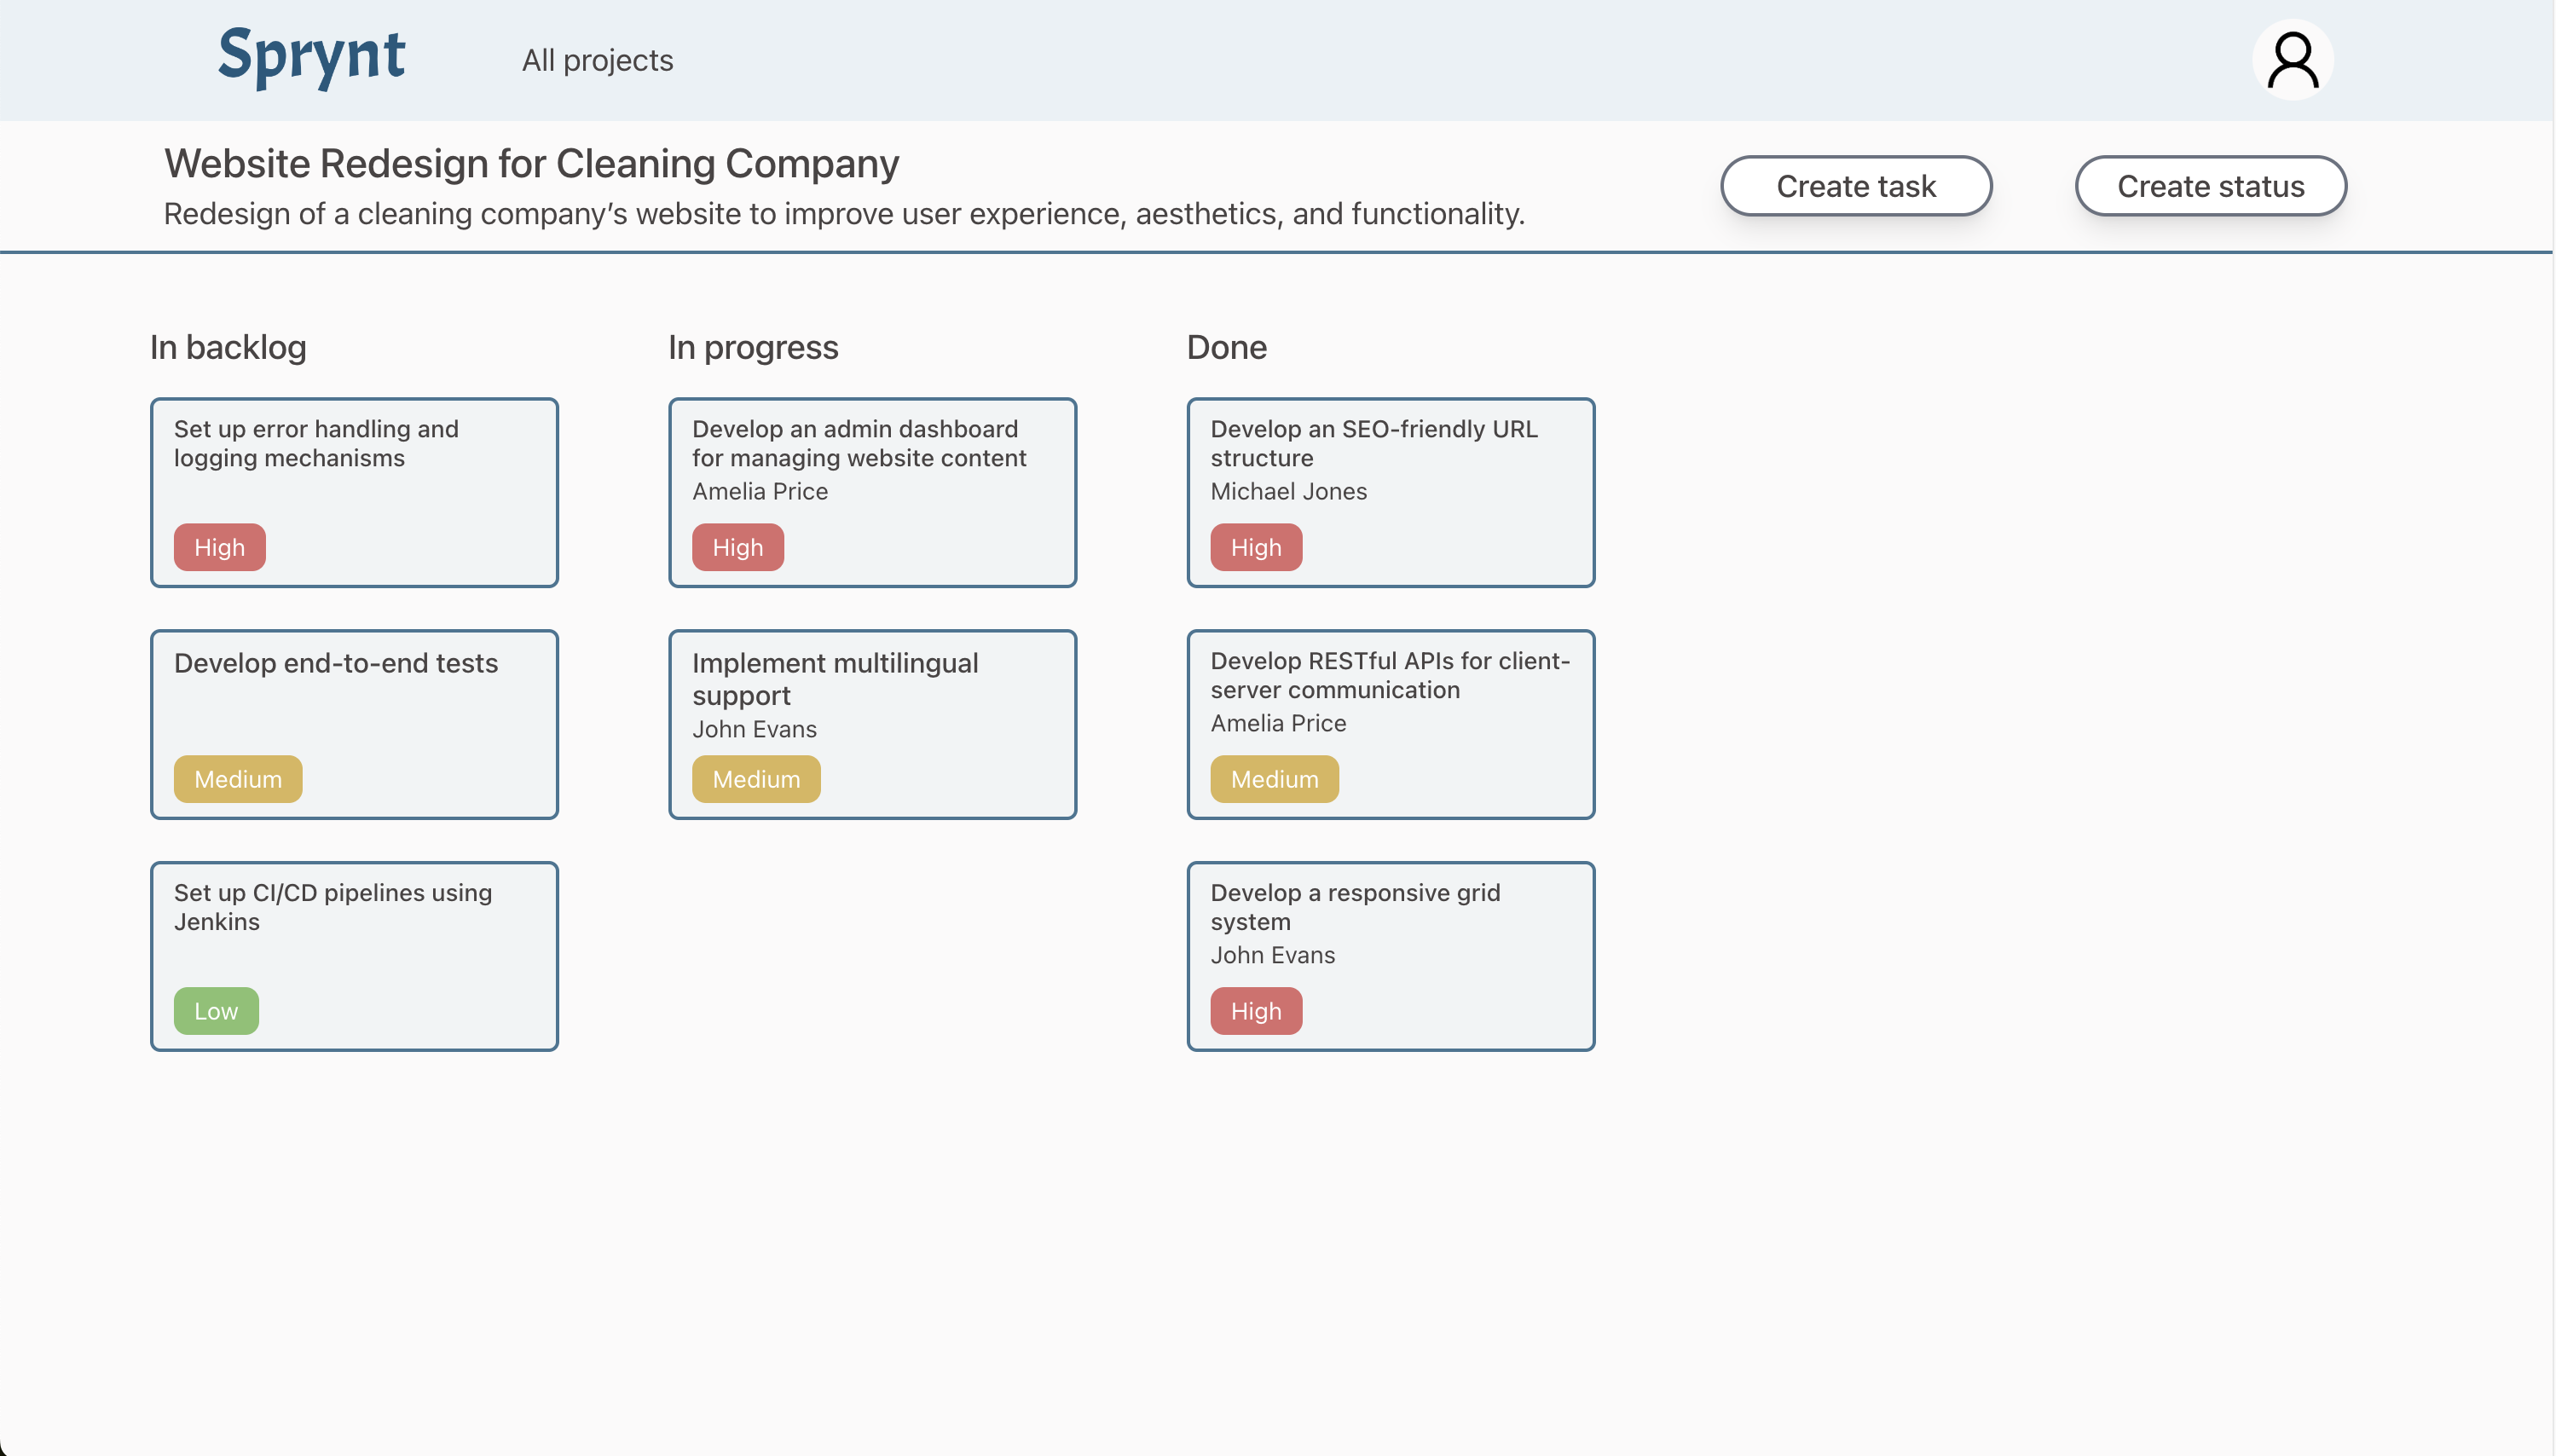 Sprynt
All projects
Website Redesign for Cleaning Company
Redesign of a cleaning company’s website to improve user experience, aesthetics, and functionality.
Create task
Create status
In backlog
Set up error handling and
logging mechanisms
High
Develop end-to-end tests
Medium
Set up CI/CD pipelines using
Jenkins
Low
In progress
Develop an admin dashboard
for managing website content
Amelia Price
High
Implement multilingual
support
John Evans
Medium
Done
Develop an SEO-friendly URL
structure
Michael Jones
High
Develop RESTful APIs for client-
server communication
Amelia Price
Medium
Develop a responsive grid
system
John Evans
High